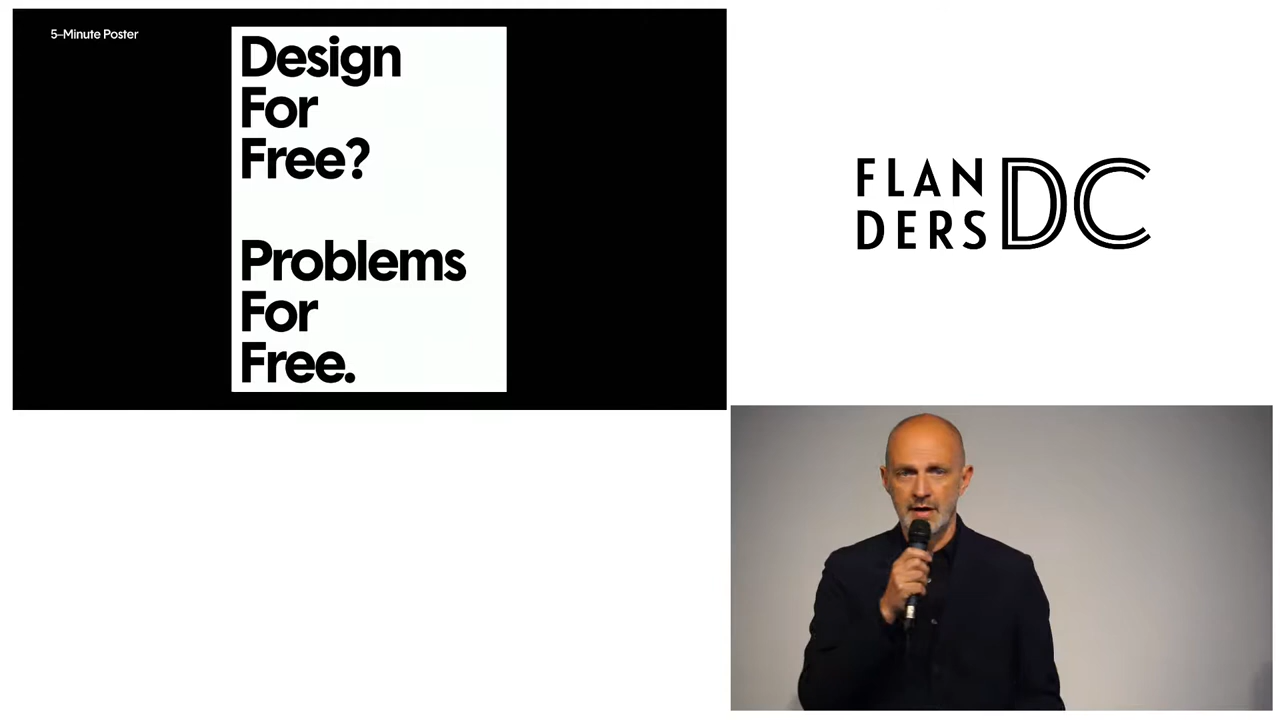 5–Minute Poster
Design
For
Free?
Problems
For
Free.
FLAN
DERS
DC